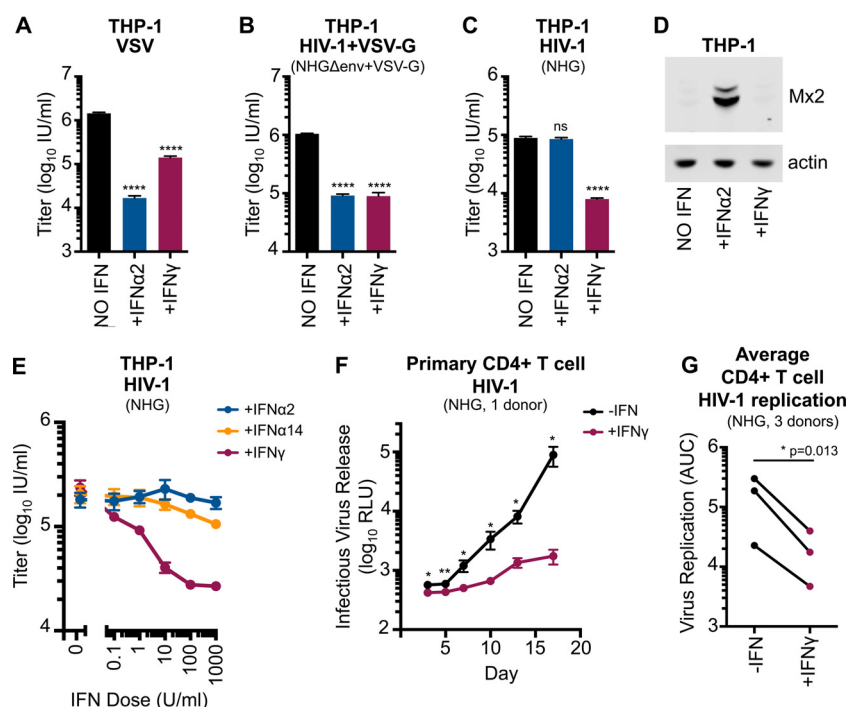 A
THP-1
VSV
Titer (log10 IU/ml)
6
5
4
3
****
****
NO IFN
+IFNα2
+IFNγ
B
THP-1
HIV-1+VSV-G
(NHGΔenv+VSV-G)
Titer (log10 IU/ml)
7
6
5
4
****
****
NO IFN
+IFNα2
+IFNγ
C
THP-1
HIV-1
(NHG)
Titer (log10 IU/ml)
6
5
4
3
ns
****
NO IFN
+IFNα2
+IFNγ
D
THP-1
Mx2
actin
NO IFN
+IFNα2
+IFNγ
E
THP-1
HIV-1
(NHG)
+IFNα2
+IFNα14
+IFNγ
Titer (log10 IU/ml)
6
5
4
0
0.1
1
10
100
1000
IFN Dose (U/ml)
F
Primary CD4+ T cell
HIV-1
(NHG, 1 donor)
-IFN
+IFNγ
Infectious Virus Release
(log10 RLU)
5
4
3
2
*
**
*
*
*
*
5
10
15
20
Day
G
Average
CD4+ T cell
HIV-1 replication
(NHG, 3 donors)
* p=0.013
Virus Replication (AUC)
6
5
4
3
-IFN
+IFNγ